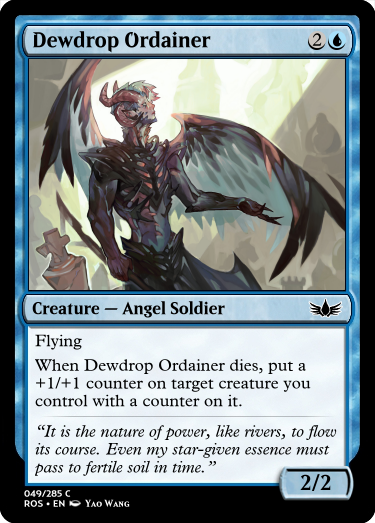 Dewdrop Ordainer 2
Creature — Angel Soldier
Flying
When Dewdrop Ordainer dies, put a
+1/+1 counter on target creature you
control with a counter on it.
“It is the nature of power, like rivers, to flow
its course. Even my star-given essence must
pass to fertile soil in time.”
2/2
049/285 C
ROS • EN Yao Wang